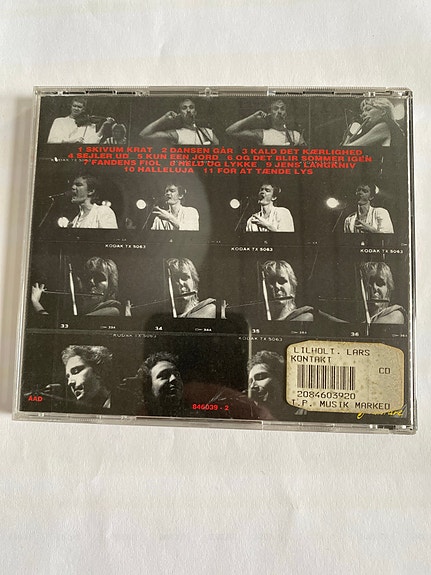 1 SKIVUM KRAT 2 DANSEN GÅR 3 KALD DET KÆRLIGHED
4 SEJLER UD 5 KUN EEN JORD 6 OG DET BLIR SOMMER IGEN
7 FANDENS FIOL 8 HELD OG LYKKE 9 JENS LANGKNIV
10 HALLELUJA 11 FOR AT TÆNDE LYS
KODAK TX 5063
KODAK TX 5063
33 34 35 36
KODAK TX 5063
LILHOLT. LARS
KONTAKT
CD
2084603920
T.P. MUSIK MARKED
AAD
846039 - 2